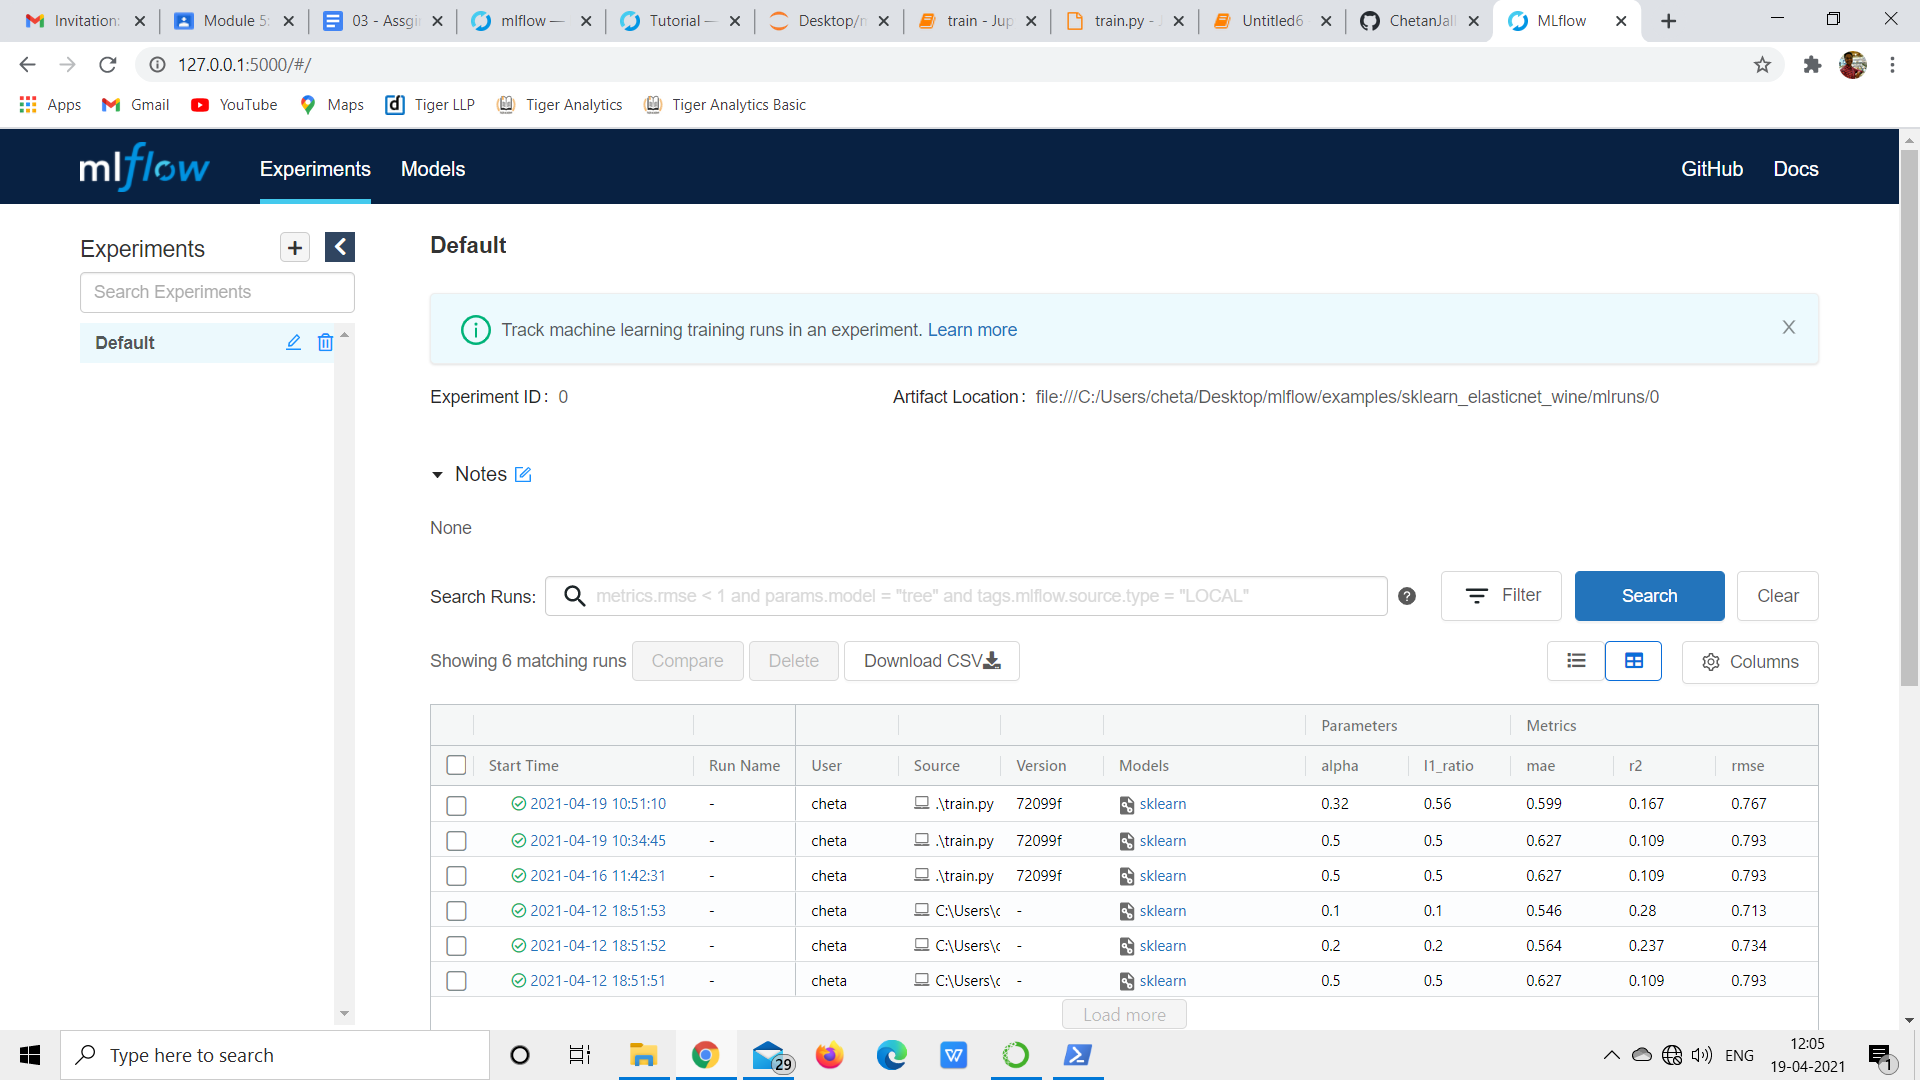 Invitation:
Module 5:
03 - Assgi
mlflow —
Tutorial —
Desktop/m
train - Jup
train.py - J
Untitled6
ChetanJall
MLflow
127.0.0.1:5000/#/
Apps
Gmail
YouTube
Maps
Tiger LLP
Tiger Analytics
Tiger Analytics Basic
mlflow
Experiments
Models
GitHub
Docs
Experiments
Search Experiments
Default
Default
Track machine learning training runs in an experiment. Learn more
Experiment ID: 0
Artifact Location: file:///C:/Users/cheta/Desktop/mlflow/examples/sklearn_elasticnet_wine/mlruns/0
Notes
None
Search Runs: metrics.rmse < 1 and params.model = "tree" and tags.mlflow.source.type = "LOCAL"
Filter
Search
Clear
Showing 6 matching runs
Compare
Delete
Download CSV
Columns
Parameters Metrics
Start Time Run Name User Source Version Models alpha l1_ratio mae r2 rmse
2021-04-19 10:51:10 - cheta .\train.py 72099f sklearn 0.32 0.56 0.599 0.167 0.767
2021-04-19 10:34:45 - cheta .\train.py 72099f sklearn 0.5 0.5 0.627 0.109 0.793
2021-04-16 11:42:31 - cheta .\train.py 72099f sklearn 0.5 0.5 0.627 0.109 0.793
2021-04-12 18:51:53 - cheta C:\Users\c - sklearn 0.1 0.1 0.546 0.28 0.713
2021-04-12 18:51:52 - cheta C:\Users\c - sklearn 0.2 0.2 0.564 0.237 0.734
2021-04-12 18:51:51 - cheta C:\Users\c - sklearn 0.5 0.5 0.627 0.109 0.793
Load more
Type here to search
29
ENG
12:05
19-04-2021
1